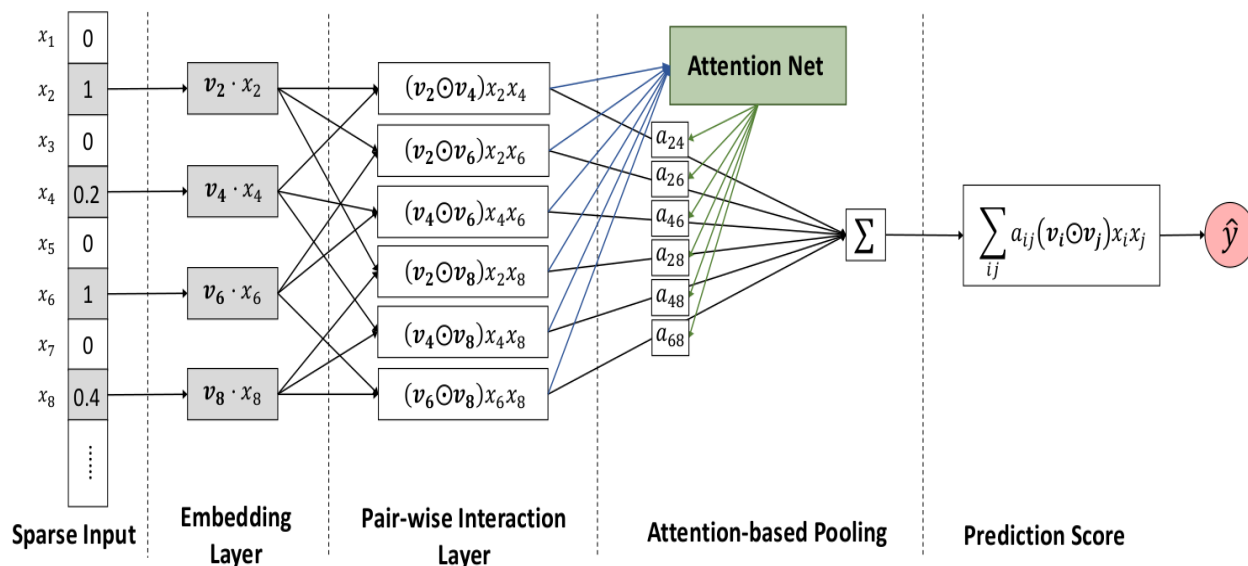 x₁ 0
x₂ 1
x₃ 0
x₄ 0.2
x₅ 0
x₆ 1
x₇ 0
x₈ 0.4
......
Sparse Input
v₂ · x₂
v₄ · x₄
v₆ · x₆
v₈ · x₈
Embedding
Layer
(v₂⊙v₄)x₂x₄
(v₂⊙v₆)x₂x₆
(v₄⊙v₆)x₄x₆
(v₂⊙v₈)x₂x₈
(v₄⊙v₈)x₄x₈
(v₆⊙v₈)x₆x₈
Pair-wise Interaction
Layer
Attention Net
a₂₄
a₂₆
a₄₆
a₂₈
a₄₈
a₆₈
∑
Attention-based Pooling
∑ᵢⱼ aᵢⱼ(vᵢ⊙vⱼ)xᵢxⱼ
ŷ
Prediction Score